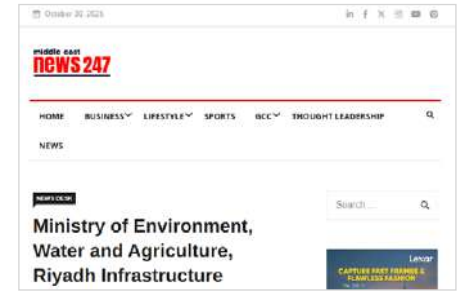 October 30, 2025
middle east
news 247
HOME BUSINESS LIFESTYLE SPORTS GCC THOUGHT LEADERSHIP
NEWS
NEWS DESK
Search ...
Ministry of Environment,
Water and Agriculture,
Riyadh Infrastructure
Lexar
CAPTURE FAST FRAMES &
FLAWLESS FASHION